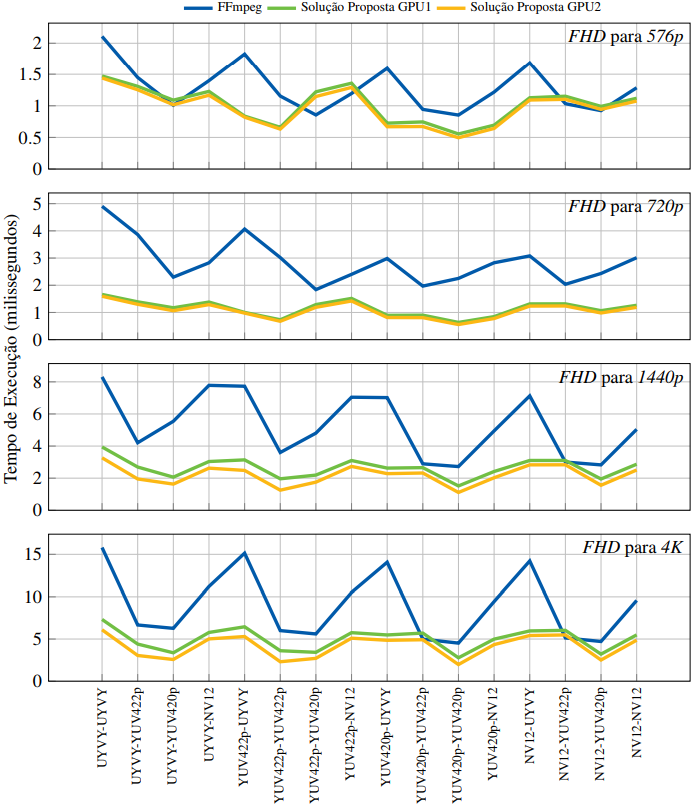 FFmpeg Solução Proposta GPU1 Solução Proposta GPU2
FHD para 576p
2
1.5
1
0.5
0
FHD para 720p
5
4
3
2
1
0
Tempo de Execução (milissegundos)
FHD para 1440p
8
6
4
2
0
FHD para 4K
15
10
5
0
UYVY-UYVY
UYVY-YUV422p
UYVY-YUV420p
UYVY-NV12
YUV422p-UYVY
YUV422p-YUV422p
YUV422p-YUV420p
YUV422p-NV12
YUV420p-UYVY
YUV420p-YUV422p
YUV420p-YUV420p
YUV420p-NV12
NV12-UYVY
NV12-YUV422p
NV12-YUV420p
NV12-NV12